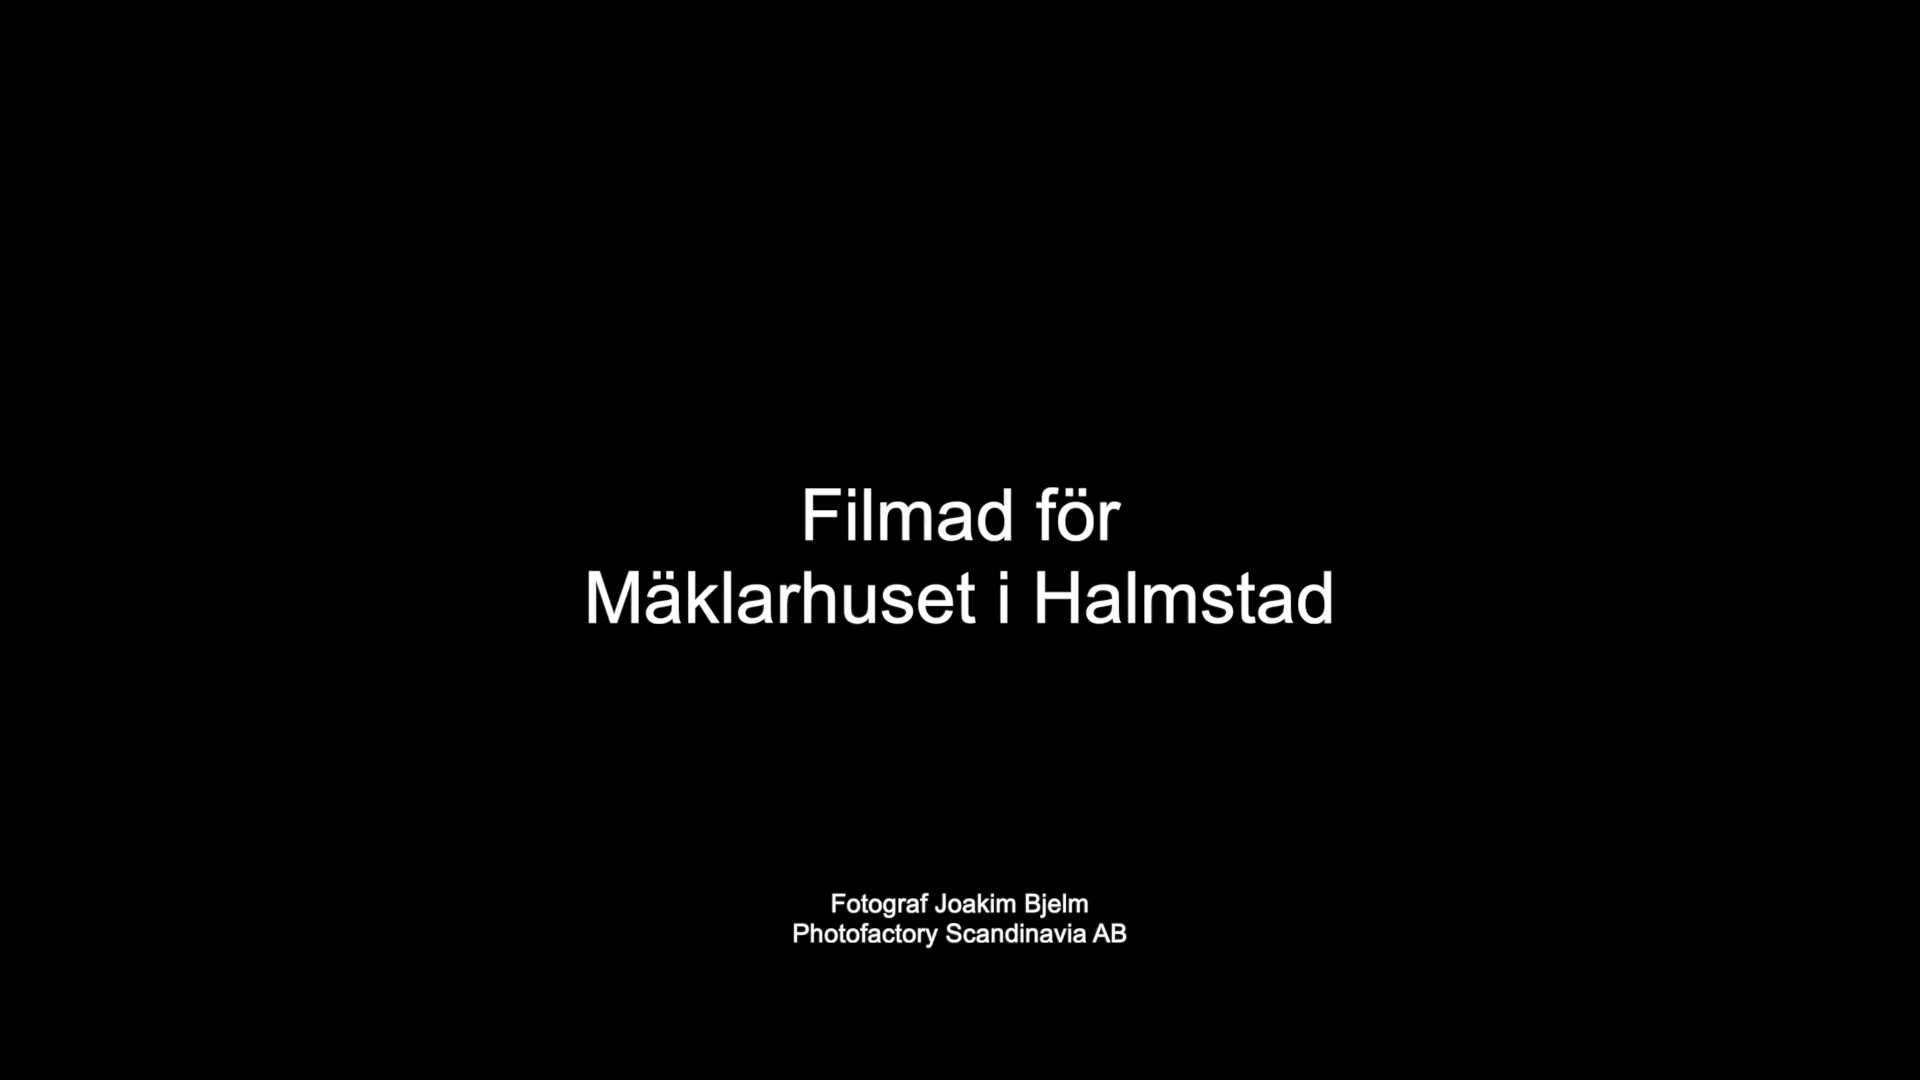 Filmad för
Mäklarhuset i Halmstad
Fotograf Joakim Bjelm
Photofactory Scandinavia AB